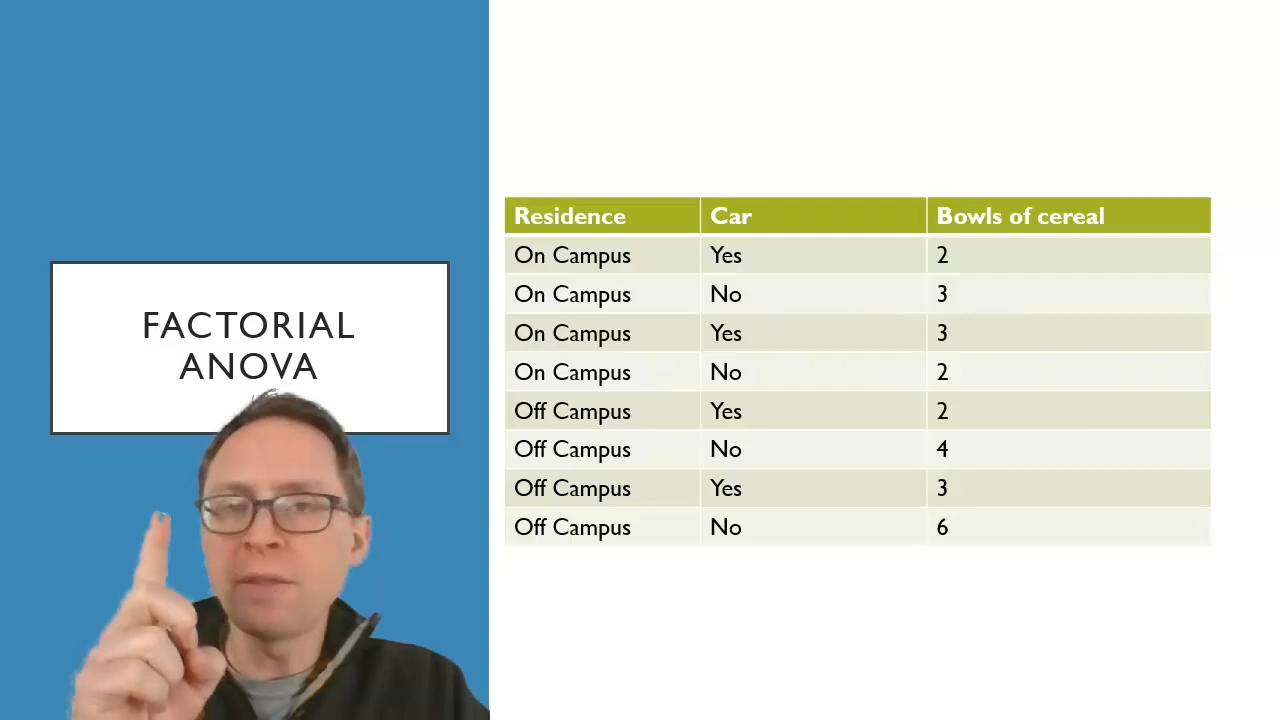 FACTORIAL
ANOVA
Residence Car Bowls of cereal
On Campus Yes 2
On Campus No 3
On Campus Yes 3
On Campus No 2
Off Campus Yes 2
Off Campus No 4
Off Campus Yes 3
Off Campus No 6